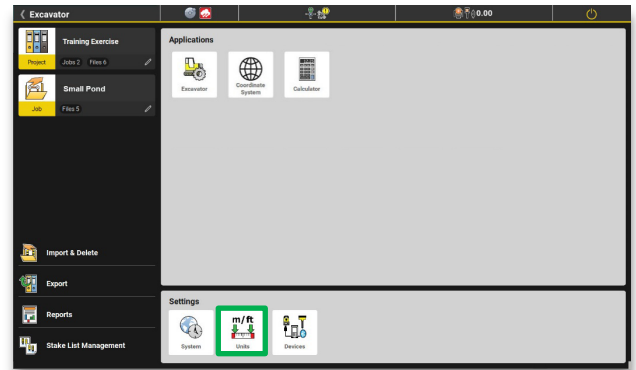 Excavator
0.00
Training Exercise
Project
Jobs 2
Files 6
Small Pond
Job
Files 5
Import & Delete
Export
Reports
Stake List Management
Applications
Excavator
Coordinate
System
Calculator
Settings
System
m/ft
Units
Devices